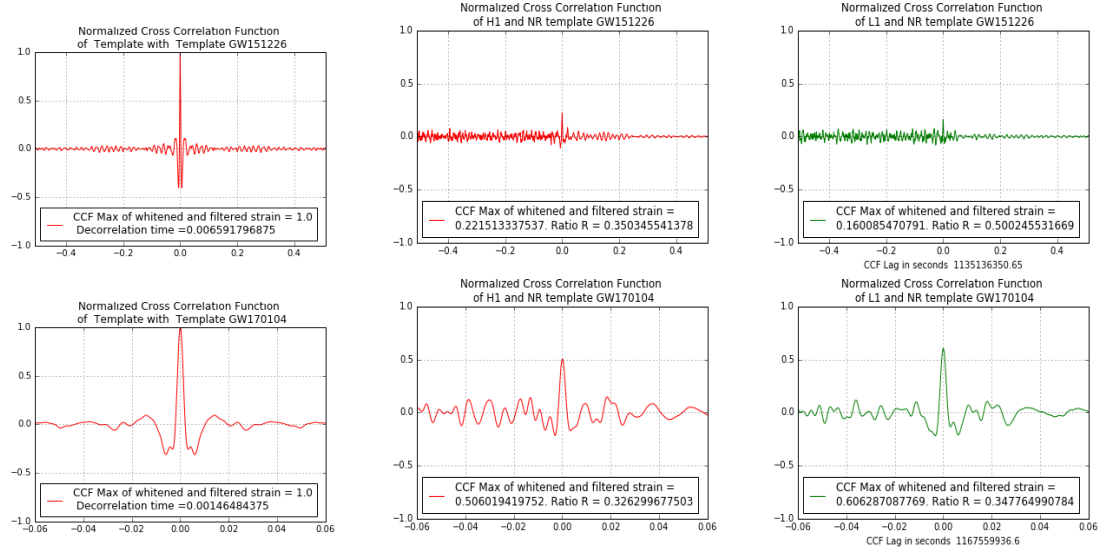 Normalized Cross Correlation Function
of Template with Template GW151226
1.0
0.5
0.0
−0.5
−1.0
CCF Max of whitened and filtered strain = 1.0
Decorrelation time =0.006591796875
−0.4
−0.2
0.0
0.2
0.4
Normalized Cross Correlation Function
of H1 and NR template GW151226
1.0
0.5
0.0
−0.5
−1.0
CCF Max of whitened and filtered strain =
0.221513337537. Ratio R = 0.350345541378
−0.4
−0.2
0.0
0.2
0.4
Normalized Cross Correlation Function
of L1 and NR template GW151226
1.0
0.5
0.0
−0.5
−1.0
CCF Max of whitened and filtered strain =
0.160085470791. Ratio R = 0.500245531669
−0.4
−0.2
0.0
0.2
0.4
CCF Lag in seconds 1135136350.65
Normalized Cross Correlation Function
of Template with Template GW170104
1.0
0.5
0.0
−0.5
−1.0
CCF Max of whitened and filtered strain = 1.0
Decorrelation time =0.00146484375
−0.06
−0.04
−0.02
0.00
0.02
0.04
0.06
Normalized Cross Correlation Function
of H1 and NR template GW170104
1.0
0.5
0.0
−0.5
−1.0
CCF Max of whitened and filtered strain =
0.506019419752. Ratio R = 0.326299677503
−0.06
−0.04
−0.02
0.00
0.02
0.04
0.06
Normalized Cross Correlation Function
of L1 and NR template GW170104
1.0
0.5
0.0
−0.5
−1.0
CCF Max of whitened and filtered strain =
0.606287087769. Ratio R = 0.347764990784
−0.06
−0.04
−0.02
0.00
0.02
0.04
0.06
CCF Lag in seconds 1167559936.6